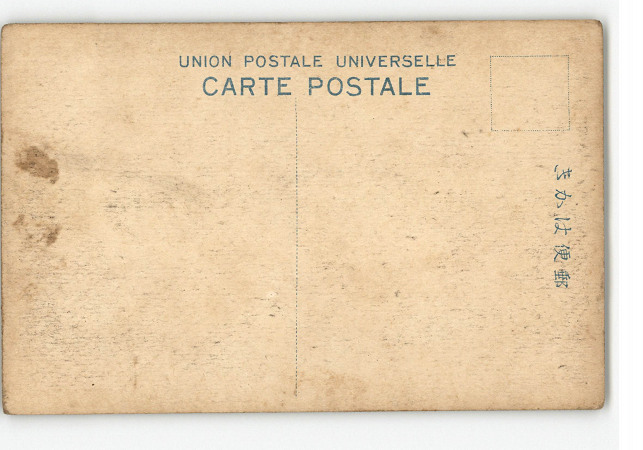 UNION POSTALE UNIVERSELLE
CARTE POSTALE
きかは便郵